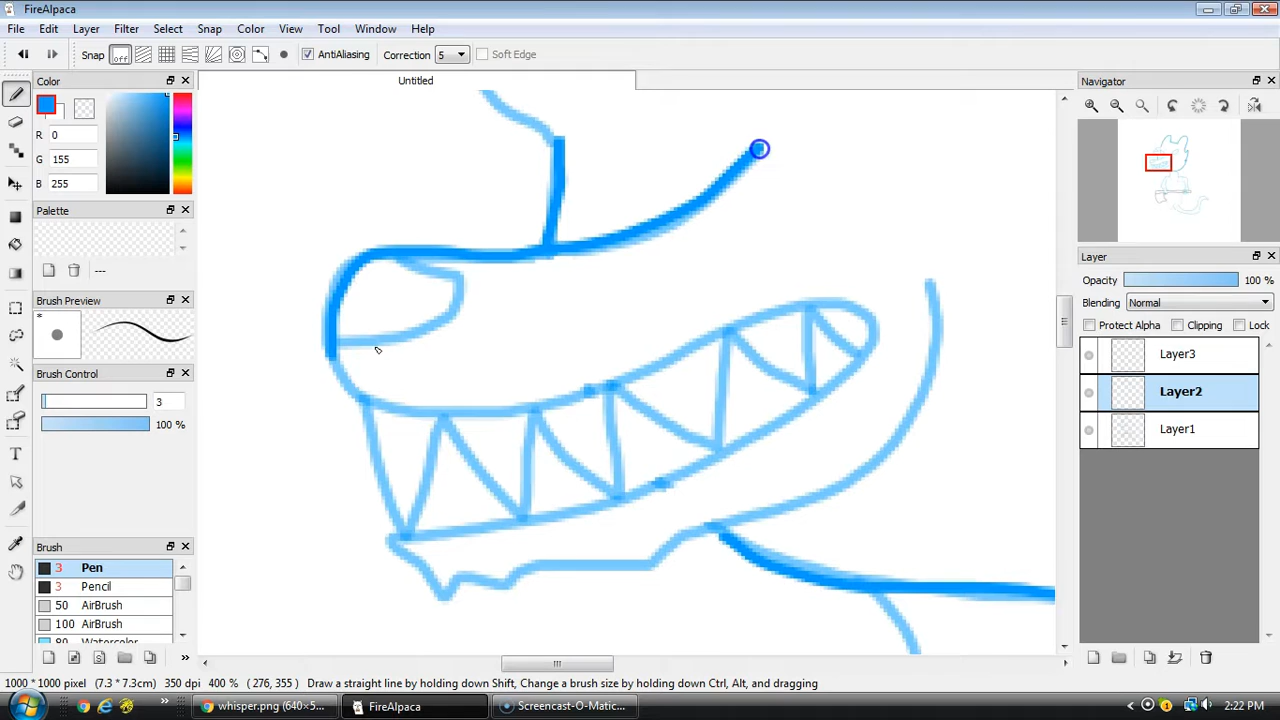 FireAlpaca
File Edit Layer Filter Select Snap Color View Tool Window Help
Snap off AntiAliasing Correction 5 Soft Edge
Color
R 0
G 155
B 255
Palette
---
Brush Preview
*
Brush Control
3
100 %
Brush
3 Pen
3 Pencil
50 AirBrush
100 AirBrush
80 Watercolor
Untitled
Navigator
Layer
Opacity 100 %
Blending Normal
Protect Alpha Clipping Lock
Layer3
Layer2
Layer1
1000 * 1000 pixel (7.3 * 7.3cm) 350 dpi 400 % ( 276, 355 ) Draw a straight line by holding down Shift, Change a brush size by holding down Ctrl, Alt, and dragging
whisper.png (640×5... FireAlpaca Screencast-O-Matic... 2:22 PM